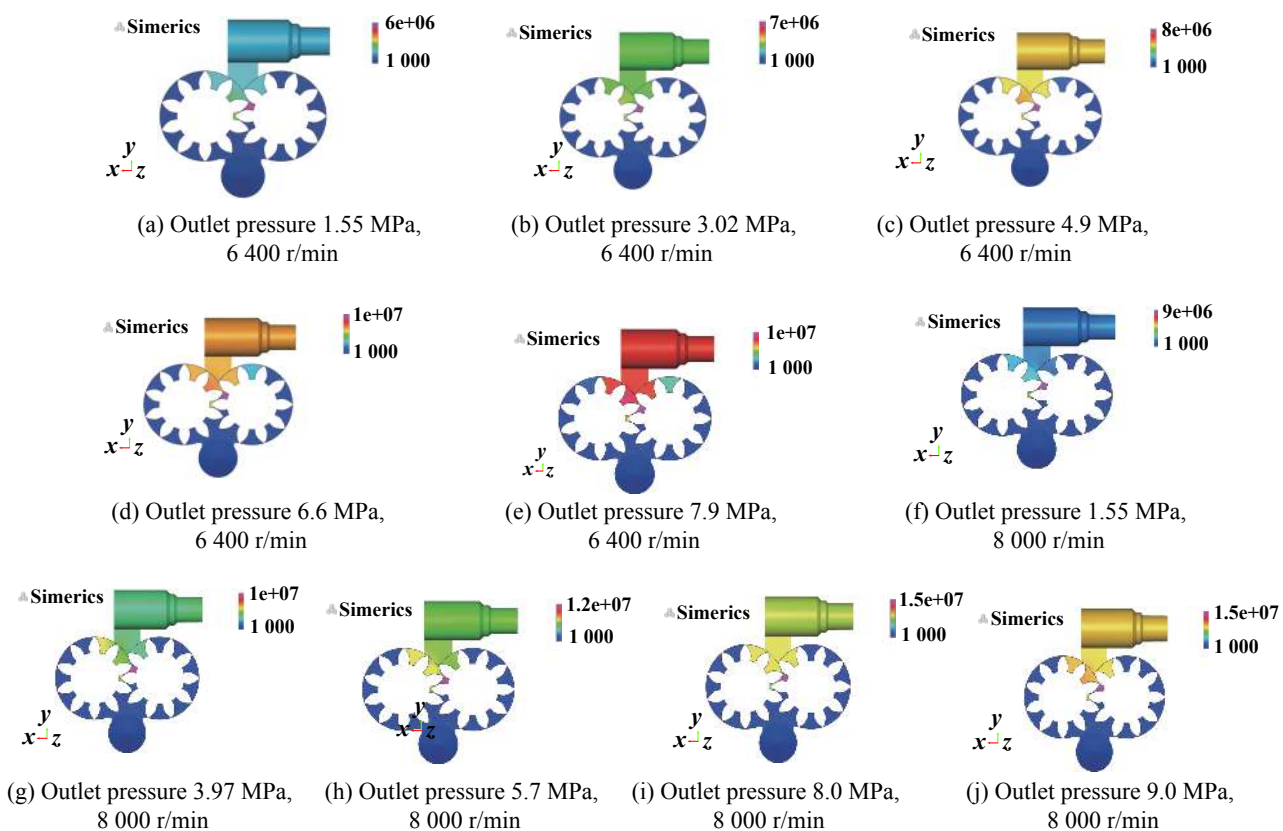 Simerics
6e+06
1 000
y
x z
(a) Outlet pressure 1.55 MPa,
6 400 r/min
Simerics
7e+06
1 000
y
x z
(b) Outlet pressure 3.02 MPa,
6 400 r/min
Simerics
8e+06
1 000
y
x z
(c) Outlet pressure 4.9 MPa,
6 400 r/min
Simerics
1e+07
1 000
y
x z
(d) Outlet pressure 6.6 MPa,
6 400 r/min
Simerics
1e+07
1 000
y
x z
(e) Outlet pressure 7.9 MPa,
6 400 r/min
Simerics
9e+06
1 000
y
x z
(f) Outlet pressure 1.55 MPa,
8 000 r/min
Simerics
1e+07
1 000
y
x z
(g) Outlet pressure 3.97 MPa,
8 000 r/min
Simerics
1.2e+07
1 000
y
x z
(h) Outlet pressure 5.7 MPa,
8 000 r/min
Simerics
1.5e+07
1 000
y
x z
(i) Outlet pressure 8.0 MPa,
8 000 r/min
Simerics
1.5e+07
1 000
y
x z
(j) Outlet pressure 9.0 MPa,
8 000 r/min